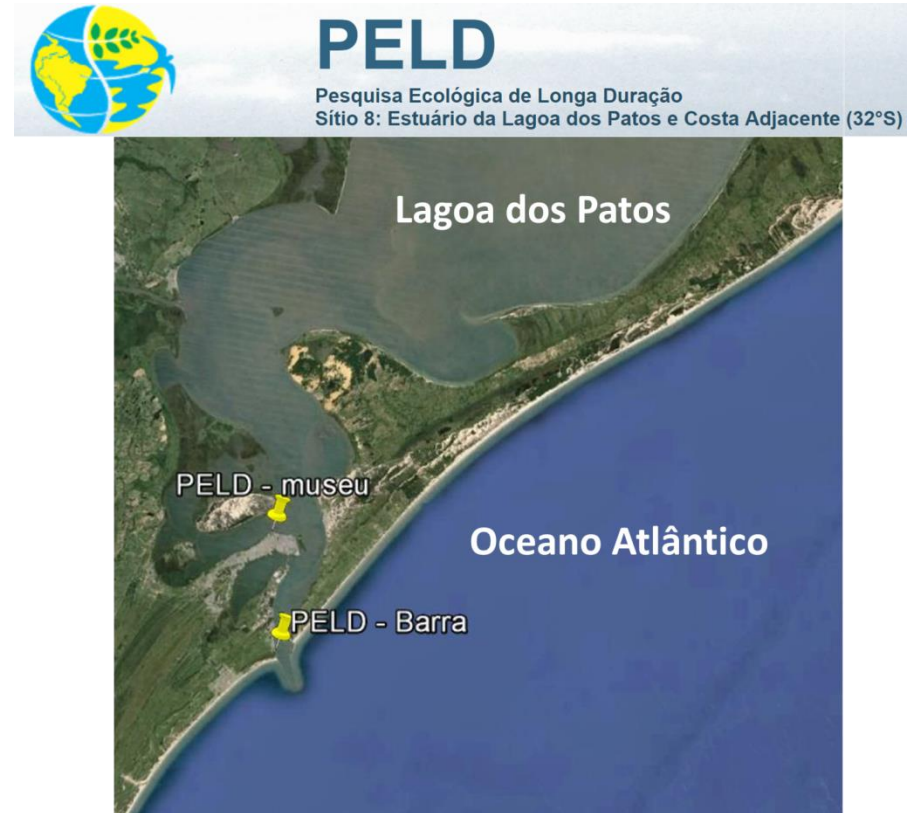 PELD
Pesquisa Ecológica de Longa Duração
Sítio 8: Estuário da Lagoa dos Patos e Costa Adjacente (32°S)
Lagoa dos Patos
PELD - museu
Oceano Atlântico
PELD - Barra